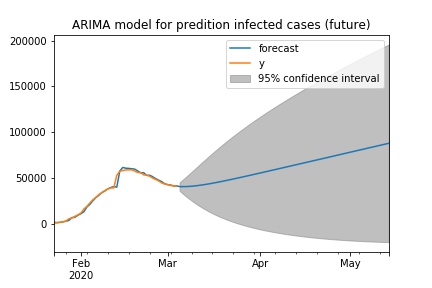 ARIMA model for predition infected cases (future)
200000
150000
100000
50000
0
forecast
y
95% confidence interval
Feb
2020
Mar
Apr
May